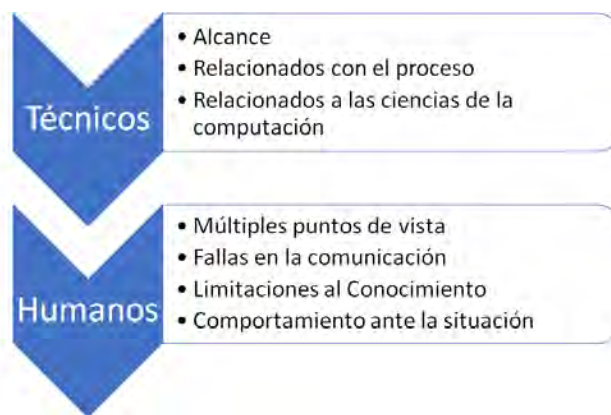 Técnicos
• Alcance
• Relacionados con el proceso
• Relacionados a las ciencias de la
computación
Humanos
• Múltiples puntos de vista
• Fallas en la comunicación
• Limitaciones al Conocimiento
• Comportamiento ante la situación